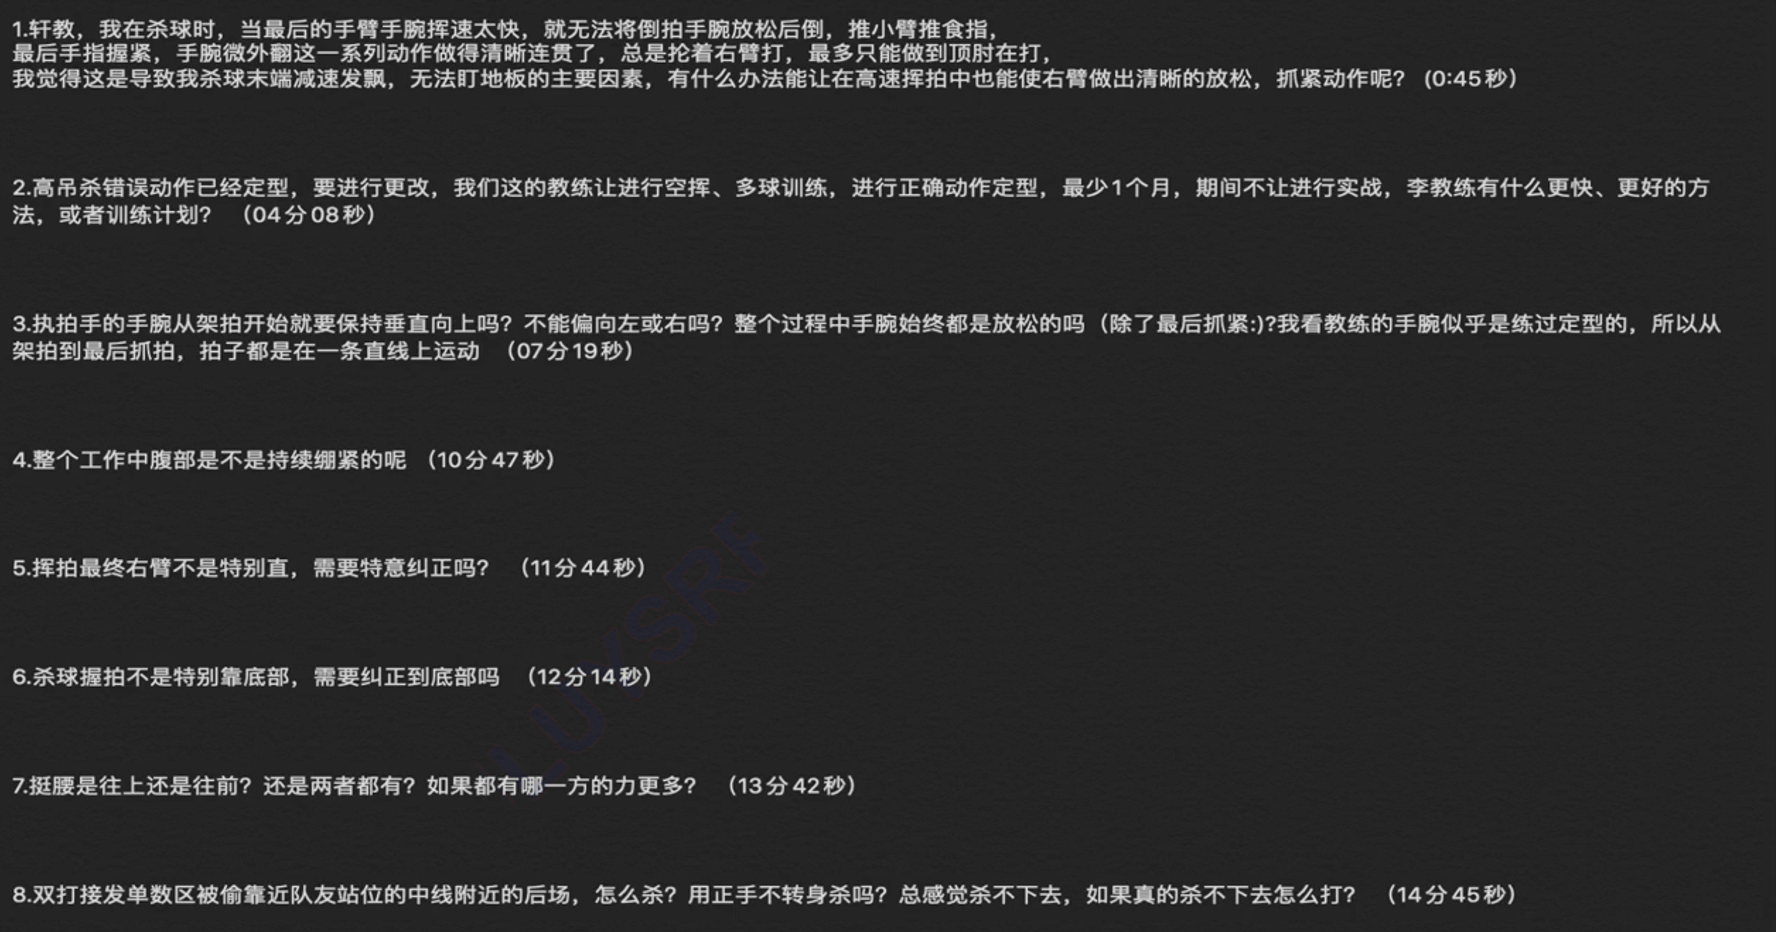 1.轩教，我在杀球时，当最后的手臂手腕挥速太快，就无法将倒拍手腕放松后倒，推小臂推食指，
最后手指握紧，手腕微外翻这一系列动作做得清晰连贯了，总是抡着右臂打，最多只能做到顶肘在打，
我觉得这是导致我杀球末端减速发飘，无法盯地板的主要因素，有什么办法能让在高速挥拍中也能使右臂做出清晰的放松，抓紧动作呢？（0:45秒）
2.高吊杀错误动作已经定型，要进行更改，我们这的教练让进行空挥、多球训练，进行正确动作定型，最少1个月，期间不让进行实战，李教练有什么更快、更好的方
法，或者训练计划？（04分08秒）
3.执拍手的手腕从架拍开始就要保持垂直向上吗？不能偏向左或右吗？整个过程中手腕始终都是放松的吗（除了最后抓紧:)?我看教练的手腕似乎是练过定型的，所以从
架拍到最后抓拍，拍子都是在一条直线上运动 （07分19秒）
4.整个工作中腹部是不是持续绷紧的呢 （10分47秒）
5.挥拍最终右臂不是特别直，需要特意纠正吗？（11分44秒）
6.杀球握拍不是特别靠底部，需要纠正到底部吗 （12分14秒）
7.挺腰是往上还是往前？还是两者都有？如果都有哪一方的力更多？（13分42秒）
8.双打接发单数区被偷靠近队友站位的中线附近的后场，怎么杀？用正手不转身杀吗？总感觉杀不下去，如果真的杀不下去怎么打？（14分45秒）
LUYSRF